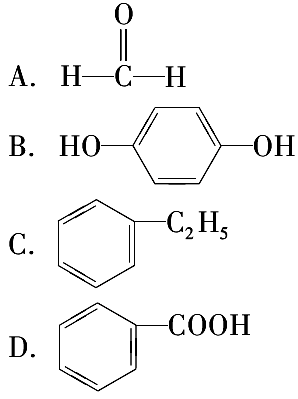 O
A. H—C—H
B. HO—OH
C. —C₂H₅
D. —COOH